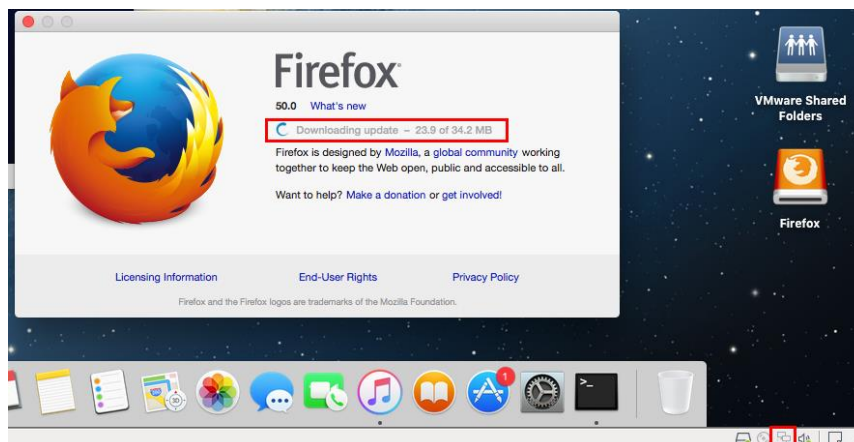 Firefox
50.0 What's new
Downloading update – 23.9 of 34.2 MB
Firefox is designed by Mozilla, a global community working
together to keep the Web open, public and accessible to all.
Want to help? Make a donation or get involved!
Licensing Information End-User Rights Privacy Policy
Firefox and the Firefox logos are trademarks of the Mozilla Foundation.
VMware Shared
Folders
Firefox
3D
1
>_